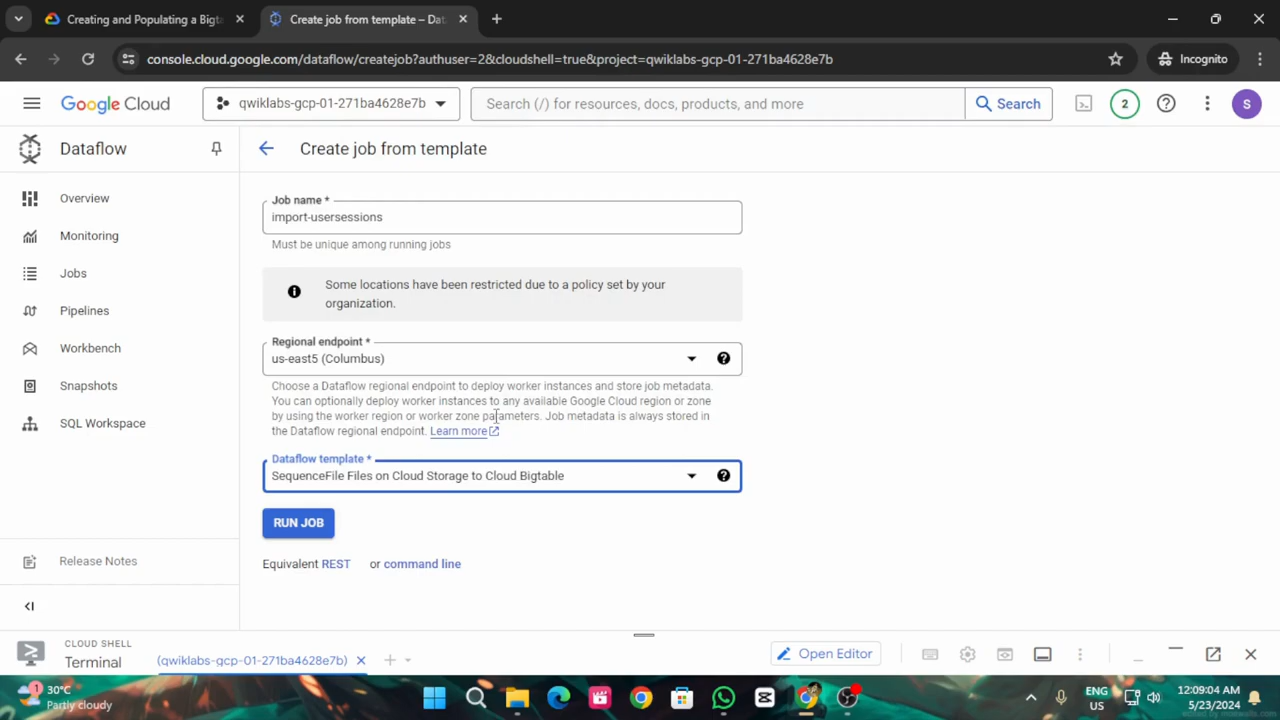 Creating and Populating a Bigta
Create job from template – Dat
console.cloud.google.com/dataflow/createjob?authuser=2&cloudshell=true&project=qwiklabs-gcp-01-271ba4628e7b
Incognito
Google Cloud
qwiklabs-gcp-01-271ba4628e7b
Search (/) for resources, docs, products, and more
Search
2
S
Dataflow
Create job from template
Overview
Monitoring
Jobs
Pipelines
Workbench
Snapshots
SQL Workspace
Release Notes
Job name *
import-usersessions
Must be unique among running jobs
Some locations have been restricted due to a policy set by your
organization.
Regional endpoint *
us-east5 (Columbus)
Choose a Dataflow regional endpoint to deploy worker instances and store job metadata.
You can optionally deploy worker instances to any available Google Cloud region or zone
by using the worker region or worker zone parameters. Job metadata is always stored in
the Dataflow regional endpoint. Learn more
Dataflow template *
SequenceFile Files on Cloud Storage to Cloud Bigtable
RUN JOB
Equivalent REST or command line
CLOUD SHELL
Terminal
(qwiklabs-gcp-01-271ba4628e7b)
Open Editor
1
30°C
Partly cloudy
ENG
US
12:09:04 AM
5/23/2024